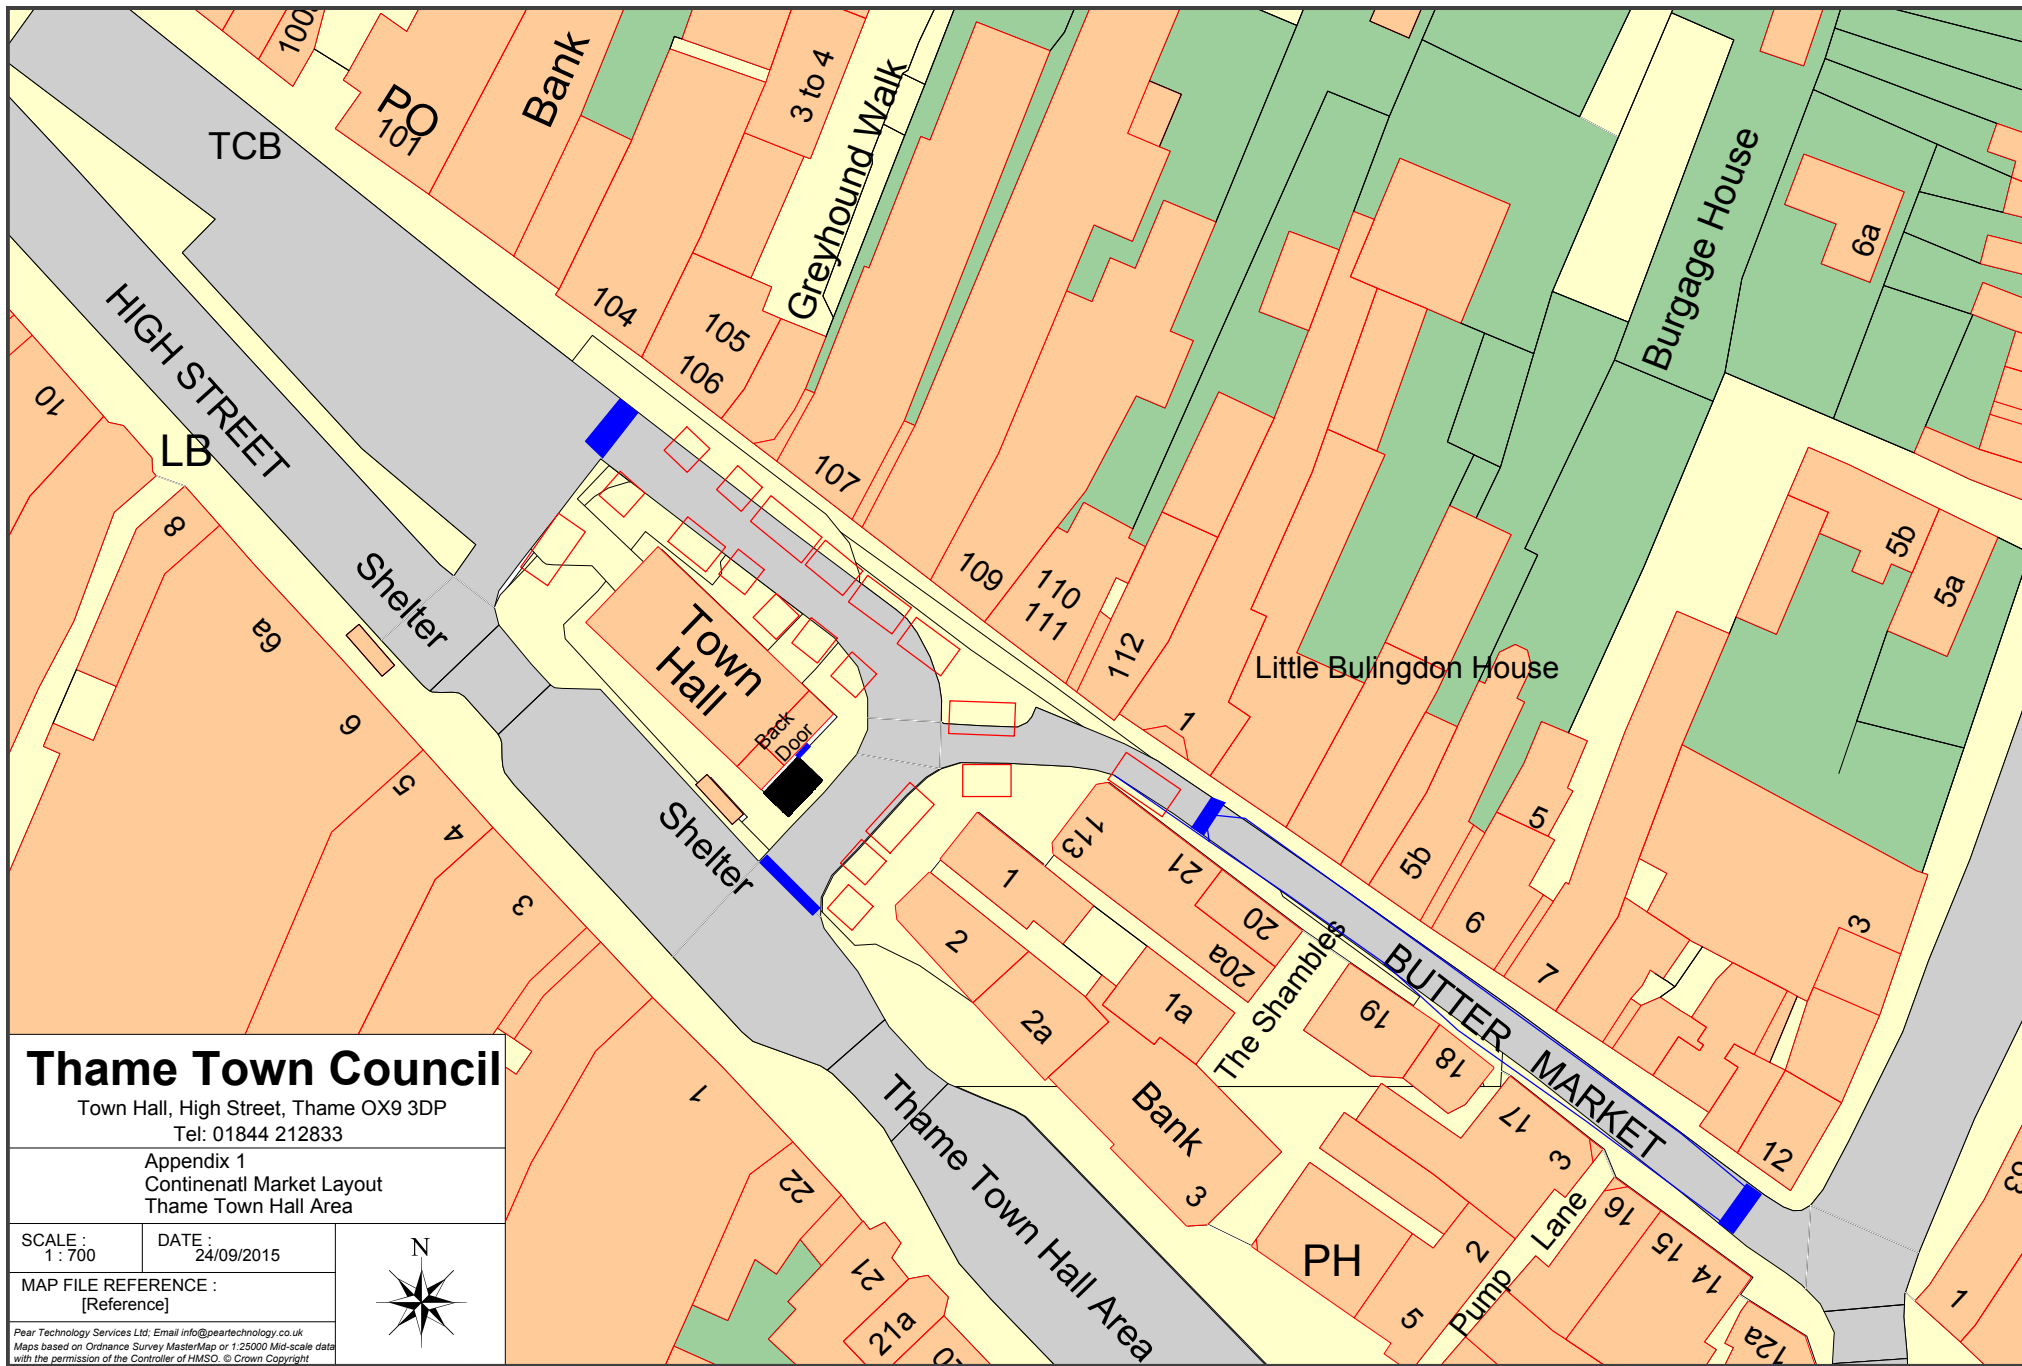 100a
PO
101
Bank
3 to 4
TCB
Greyhound Walk
Burgage House
6a
104
105
106
107
109
110
111
112
1
HIGH STREET
10
LB
8
6a
6
5
4
3
1
22
21
21a
Shelter
Town
Hall
Back
Door
Shelter
Little Bulingdon House
5b
5a
5
5b
6
7
3
12
113
21
20
20a
1
2
2a
1a
The Shambles
19
18
17
BUTTER MARKET
Bank
3
PH
5
2
3
Pump Lane
16
15
14
12a
1
Thame Town Hall Area
Thame Town Council
Town Hall, High Street, Thame OX9 3DP
Tel: 01844 212833
Appendix 1
Continenatl Market Layout
Thame Town Hall Area
SCALE :
1 : 700
DATE :
24/09/2015
MAP FILE REFERENCE :
[Reference]
N
Pear Technology Services Ltd; Email info@peartechnology.co.uk
Maps based on Ordnance Survey MasterMap or 1:25000 Mid-scale data
with the permission of the Controller of HMSO. © Crown Copyright